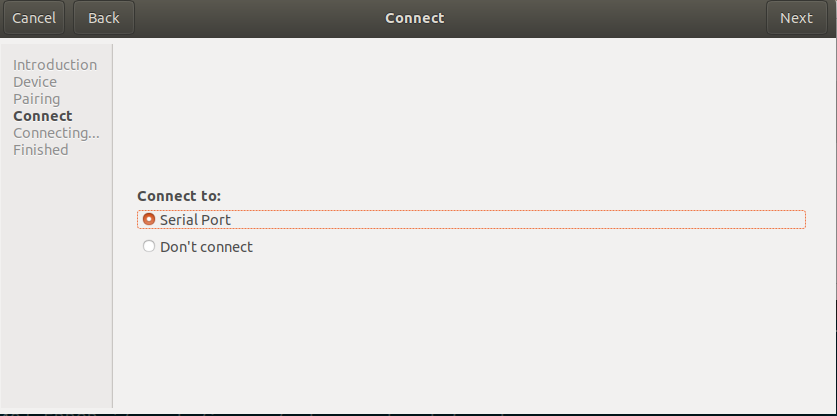 Cancel Back Connect Next
Introduction
Device
Pairing
Connect
Connecting...
Finished
Connect to:
Serial Port
Don't connect